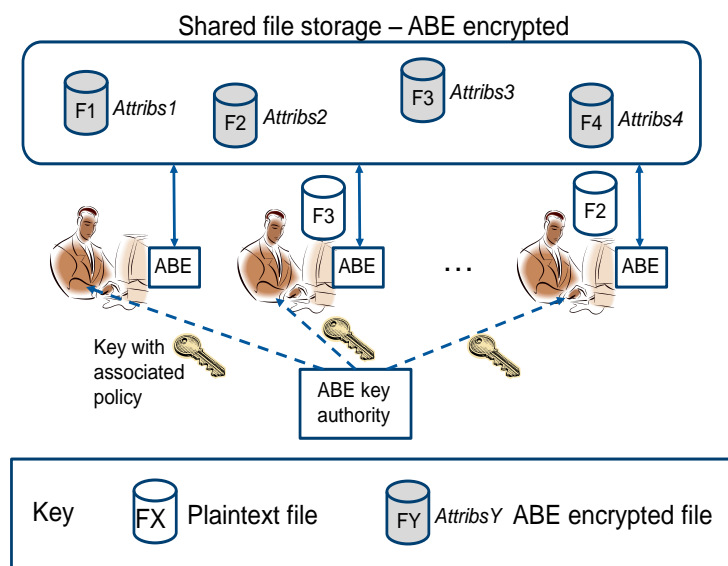 Shared file storage – ABE encrypted
F1 Attribs1
F2 Attribs2
F3 Attribs3
F4 Attribs4
F3
F2
ABE
ABE
...
ABE
Key with
associated
policy
ABE key
authority
Key
FX Plaintext file
FY AttribsY ABE encrypted file